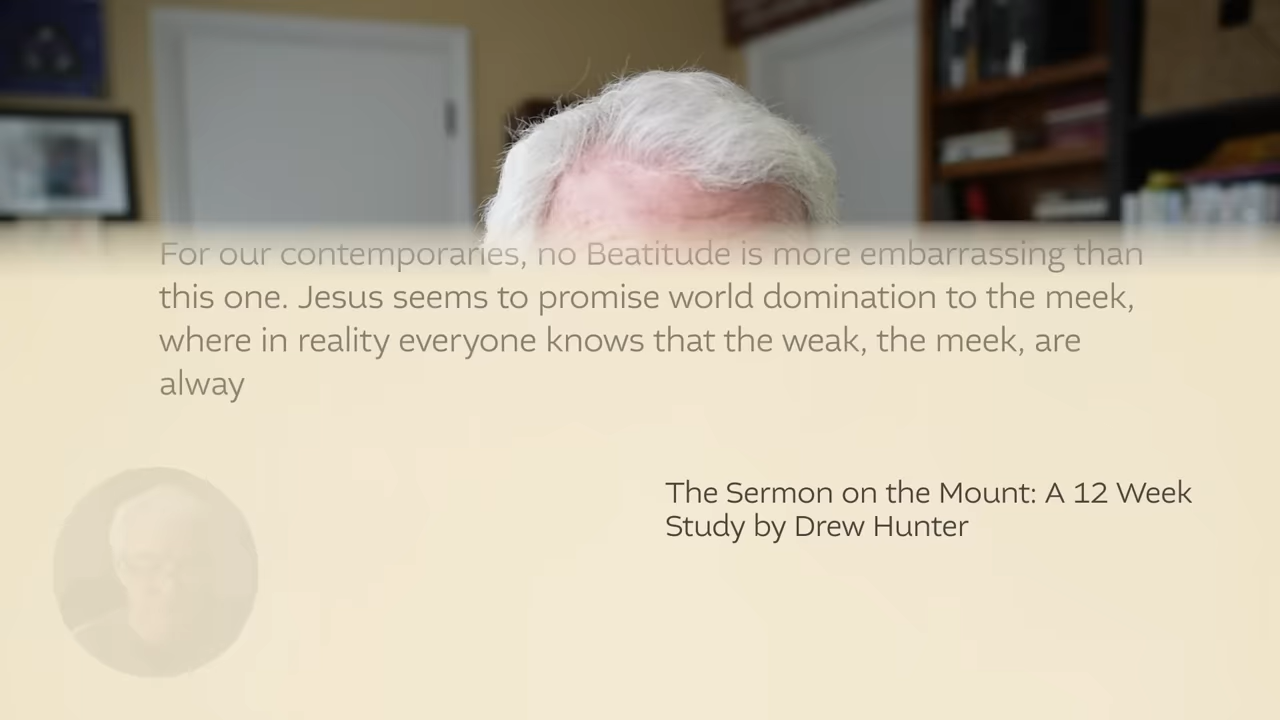 For our contemporaries, no Beatitude is more embarrassing than
this one. Jesus seems to promise world domination to the meek,
where in reality everyone knows that the weak, the meek, are
alway
The Sermon on the Mount: A 12 Week
Study by Drew Hunter